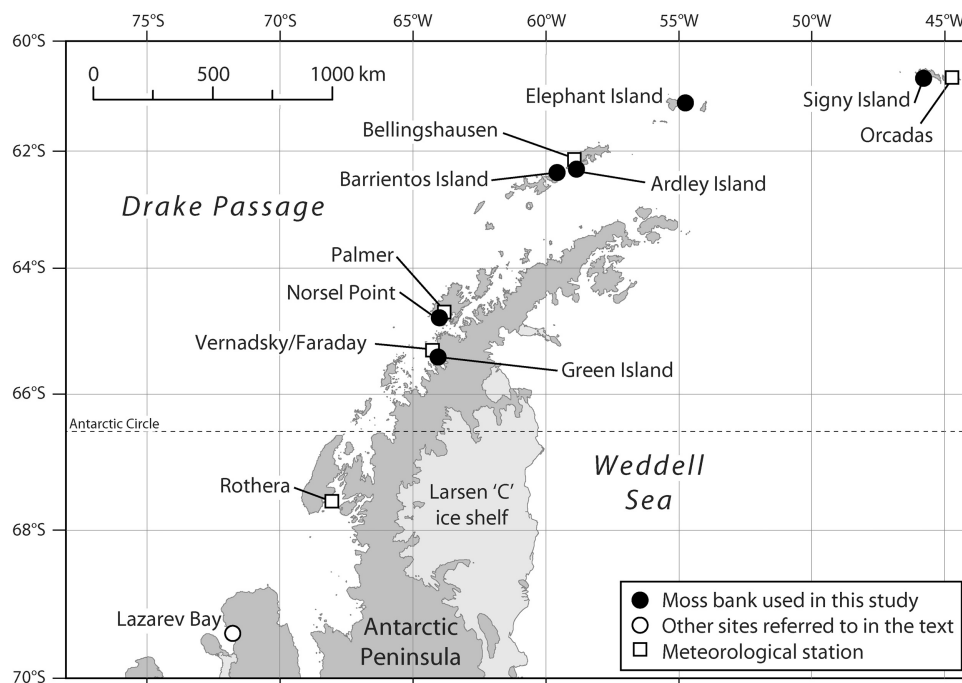 75°S 70°S 65°S 60°S 55°S 50°S 45°W
60°S
0 500 1000 km
Elephant Island
Signy Island
Orcadas
Bellingshausen
62°S
Barrientos Island
Ardley Island
Drake Passage
Palmer
64°S
Norsel Point
Vernadsky/Faraday
Green Island
66°S
Antarctic Circle
Weddell
Sea
Rothera
Larsen ‘C’
ice shelf
68°S
Moss bank used in this study
Other sites referred to in the text
Meteorological station
Lazarev Bay
Antarctic
Peninsula
70°S